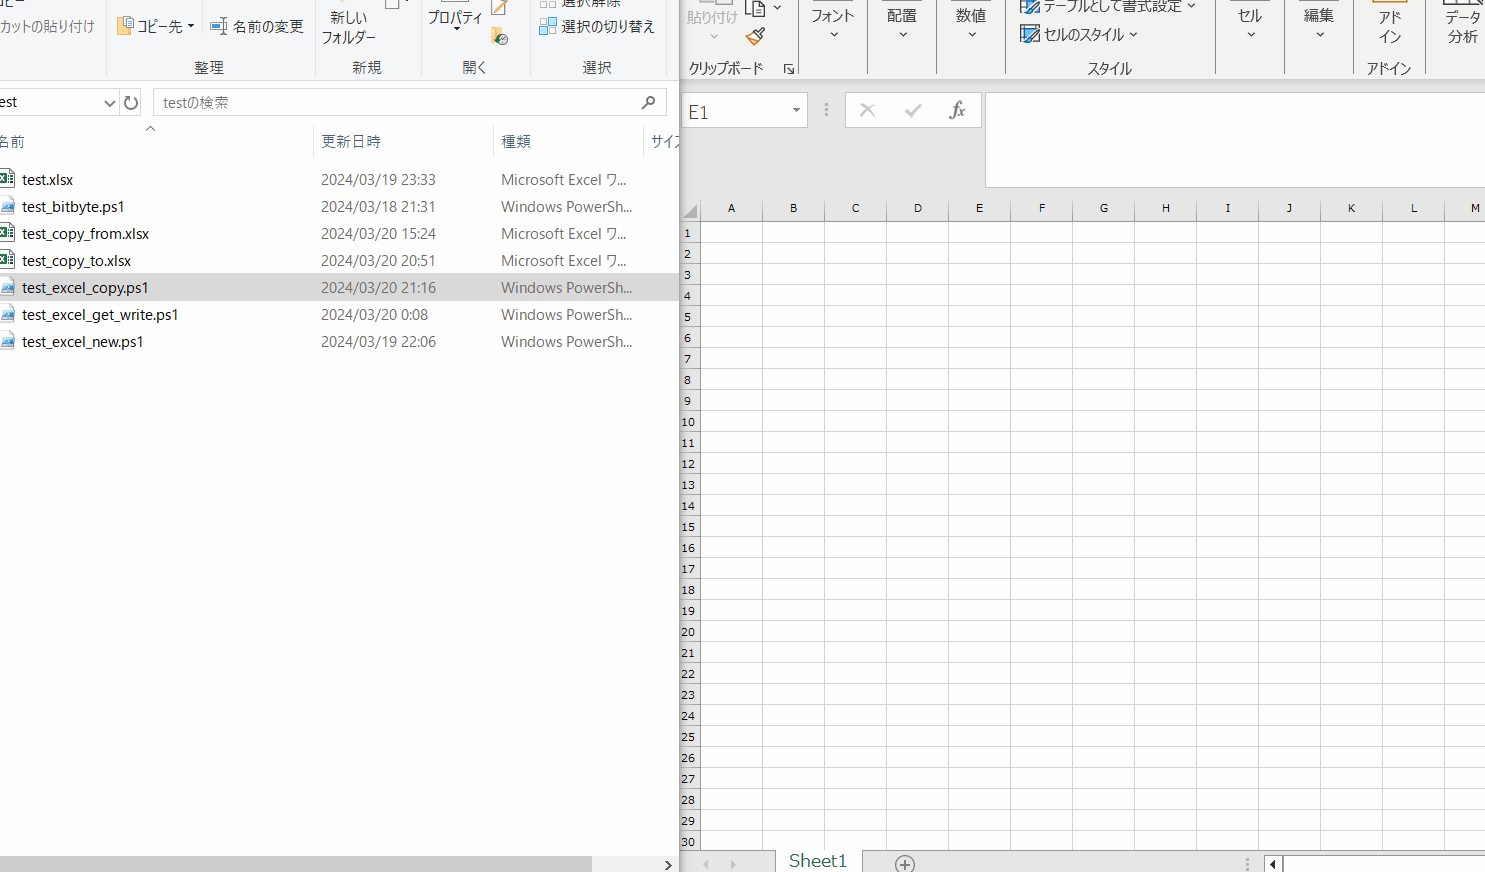 カットの貼り付け
コピー先
名前の変更
整理
新しい
フォルダー
新規
プロパティ
開く
選択解除
選択の切り替え
選択
est
testの検索
名前
更新日時
種類
サイズ
test.xlsx 2024/03/19 23:33 Microsoft Excel ワ...
test_bitbyte.ps1 2024/03/18 21:31 Windows PowerSh...
test_copy_from.xlsx 2024/03/20 15:24 Microsoft Excel ワ...
test_copy_to.xlsx 2024/03/20 20:51 Microsoft Excel ワ...
test_excel_copy.ps1 2024/03/20 21:16 Windows PowerSh...
test_excel_get_write.ps1 2024/03/20 0:08 Windows PowerSh...
test_excel_new.ps1 2024/03/19 22:06 Windows PowerSh...
貼り付け
クリップボード
フォント
配置
数値
テーブルとして書式設定
セルのスタイル
スタイル
セル
編集
アド
イン
アドイン
データ
分析
E1
fx
A B C D E F G H I J K L M
1
2
3
4
5
6
7
8
9
10
11
12
13
14
15
16
17
18
19
20
21
22
23
24
25
26
27
28
29
30
Sheet1